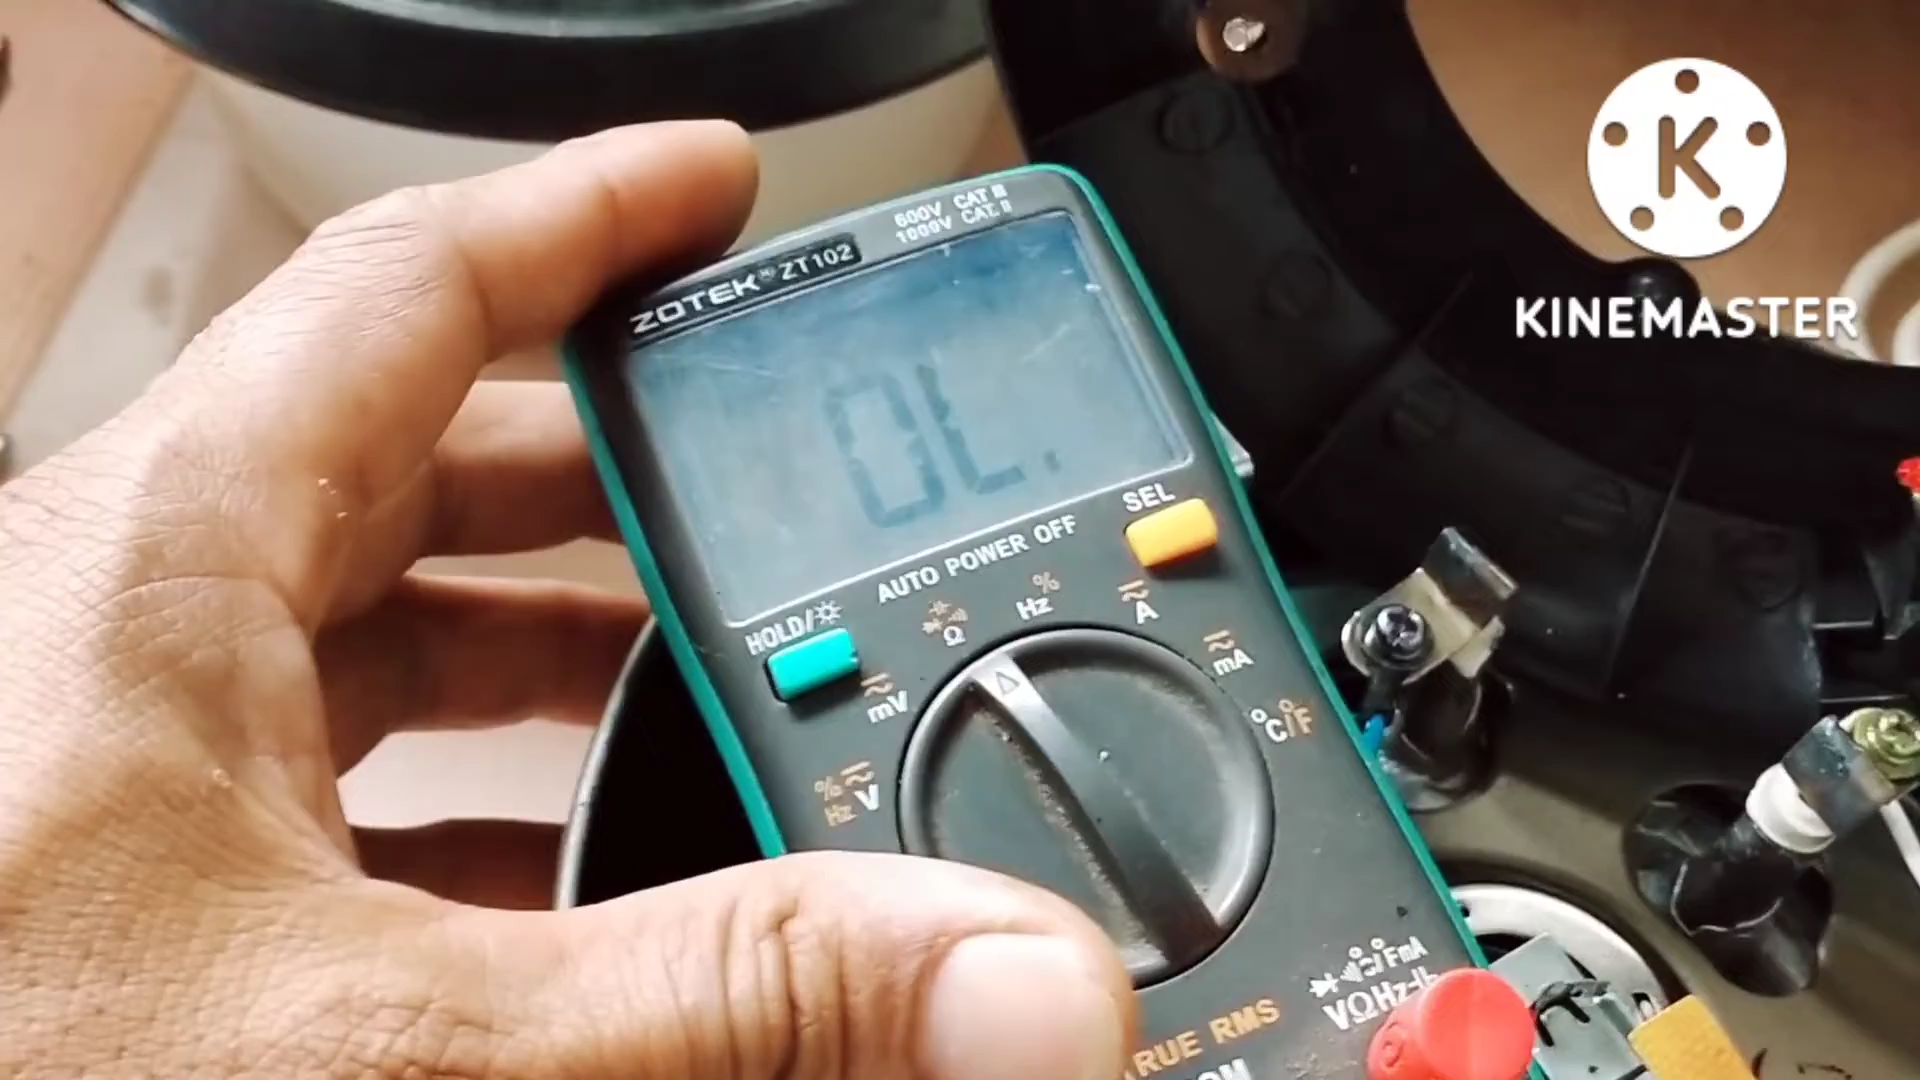 KINEMASTER
600V CAT III
1000V CAT. II
ZOTEK ZT102
OL.
SEL
AUTO POWER OFF
HOLD/
%
Hz
A
Ω
mV
mA
°C/°F
% Hz V
°C/°F mA
VΩHz
TRUE RMS